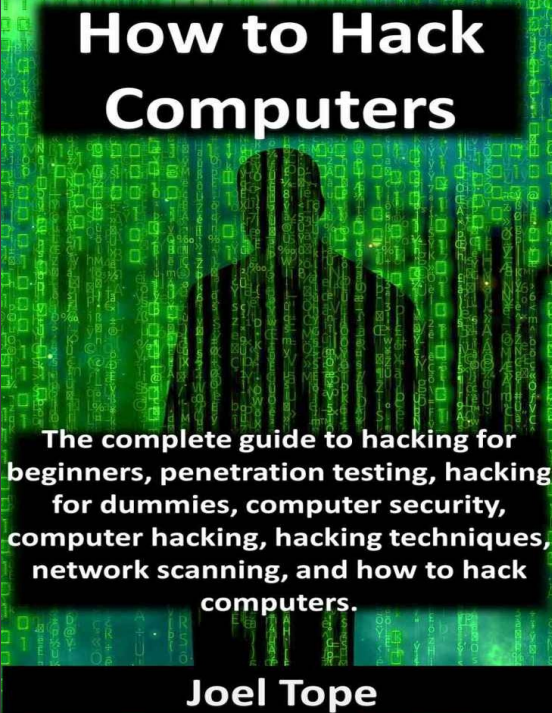 How to Hack
Computers
The complete guide to hacking for
beginners, penetration testing, hacking
for dummies, computer security,
computer hacking, hacking techniques,
network scanning, and how to hack
computers.
Joel Tope